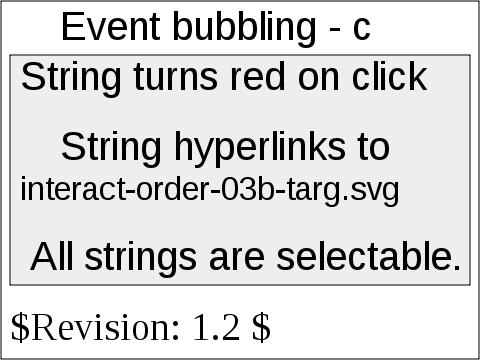 Event bubbling - c
String turns red on click
String hyperlinks to
interact-order-03b-targ.svg
All strings are selectable.
$Revision: 1.2 $